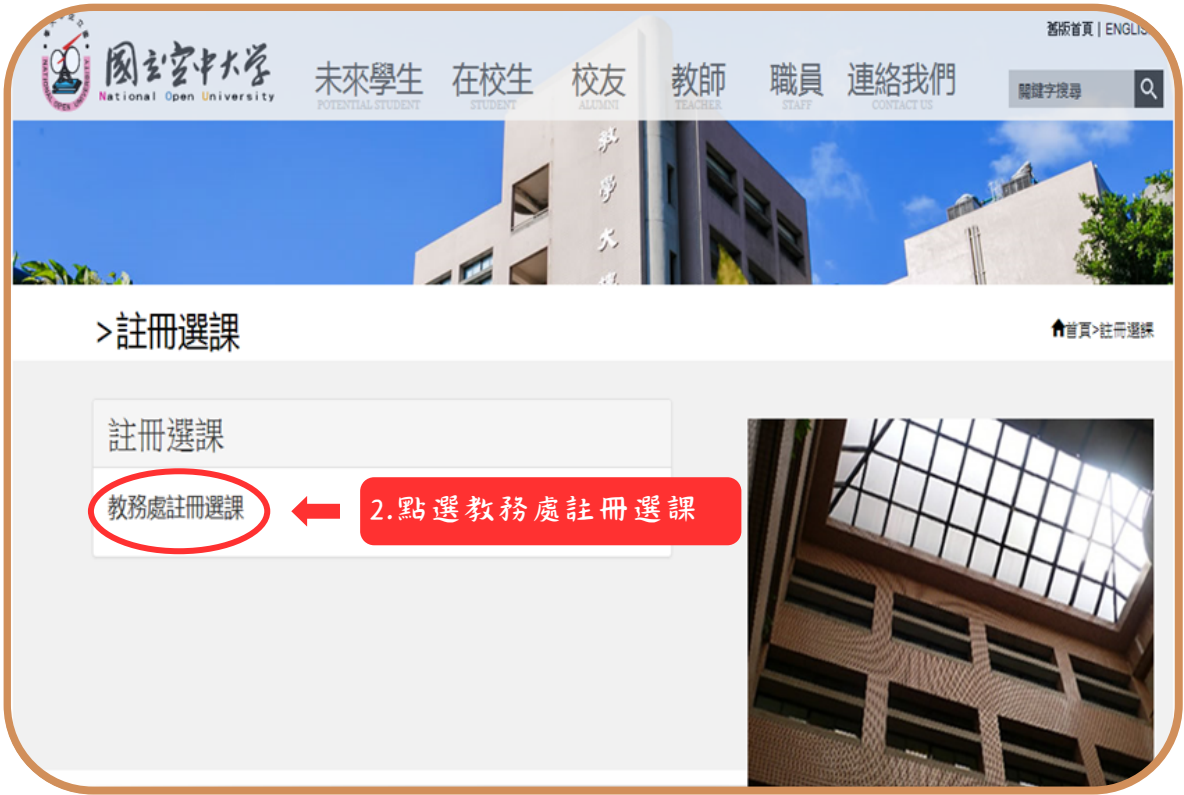 舊版首頁 | ENGLIS
國立空中大学
National Open University
未來學生 在校生 校友 教師 職員 連絡我們
POTENTIAL STUDENT STUDENT ALUMNI TEACHER STAFF CONTACT US
關鍵字搜尋
教學大
>註冊選課
首頁>註冊選課
註冊選課
教務處註冊選課
2.點選教務處註冊選課